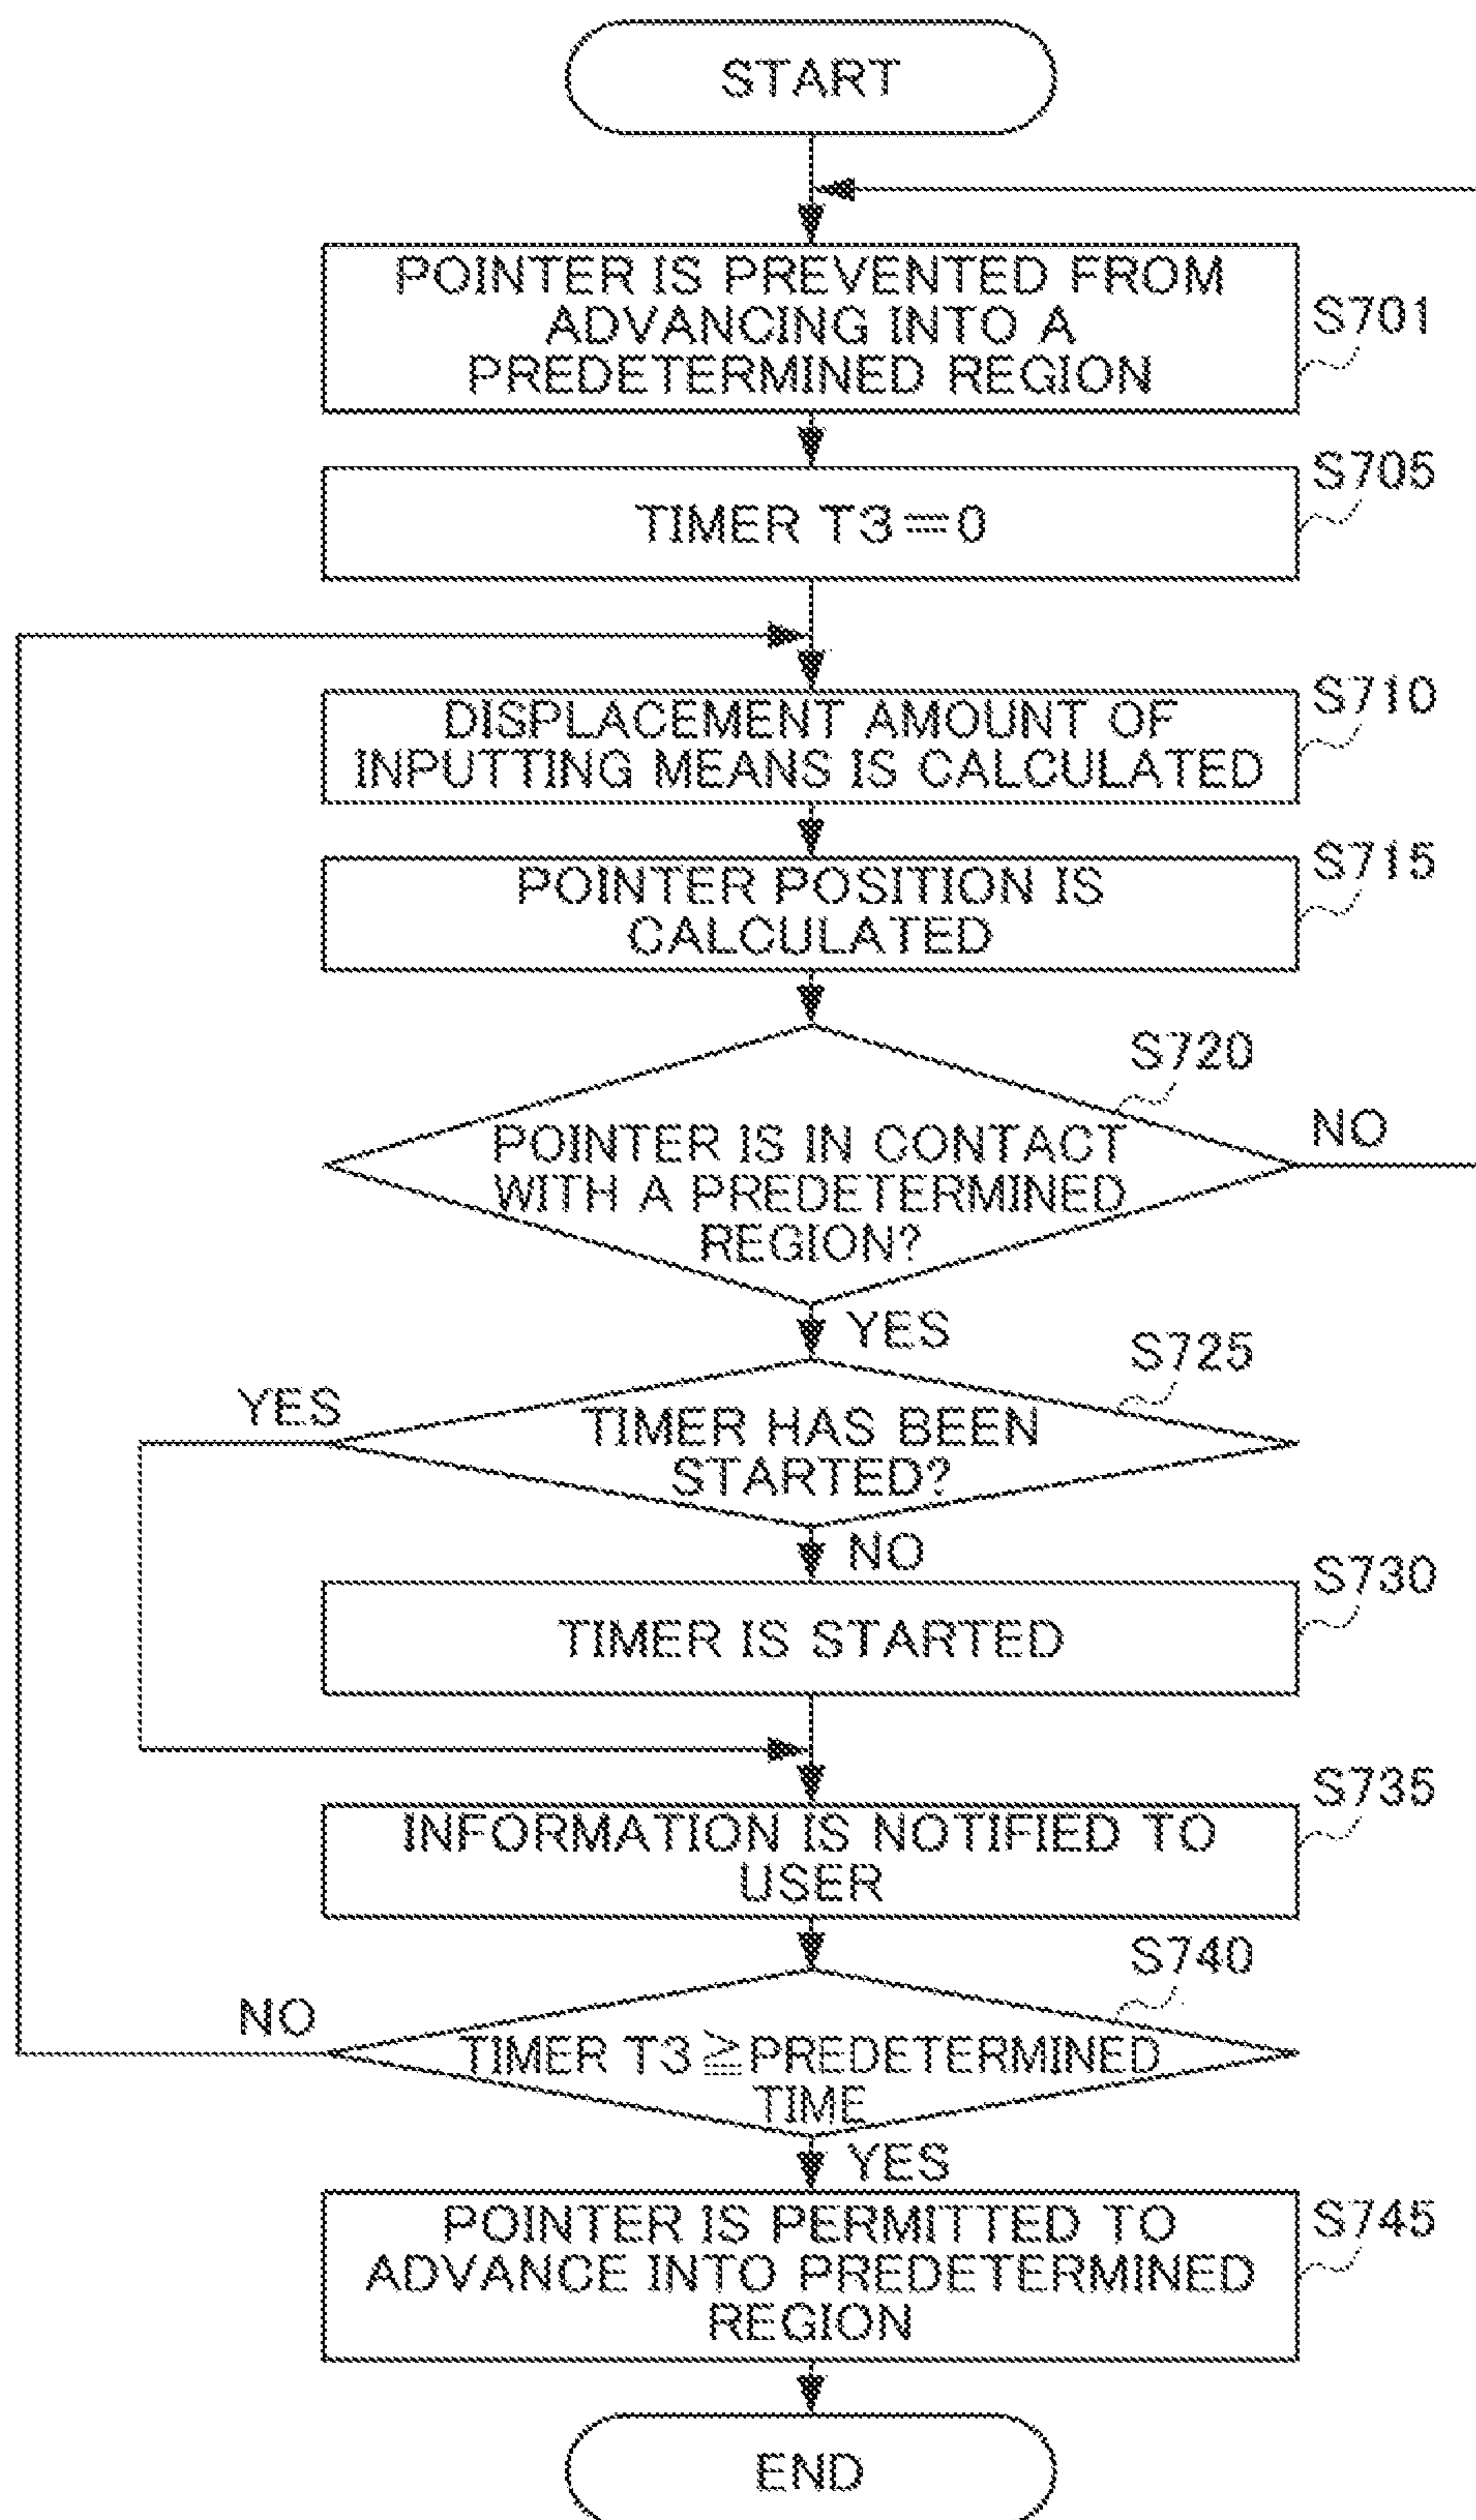 START
POINTER IS PREVENTED FROM
ADVANCING INTO A
PREDETERMINED REGION
S701
TIMER T3=0
S705
DISPLACEMENT AMOUNT OF
INPUTTING MEANS IS CALCULATED
S710
POINTER POSITION IS
CALCULATED
S715
S720
POINTER IS IN CONTACT
WITH A PREDETERMINED
REGION?
NO
YES
S725
YES
TIMER HAS BEEN
STARTED?
NO
TIMER IS STARTED
S730
INFORMATION IS NOTIFIED TO
USER
S735
S740
NO
TIMER T3≧PREDETERMINED
TIME
YES
POINTER IS PERMITTED TO
ADVANCE INTO PREDETERMINED
REGION
S745
END